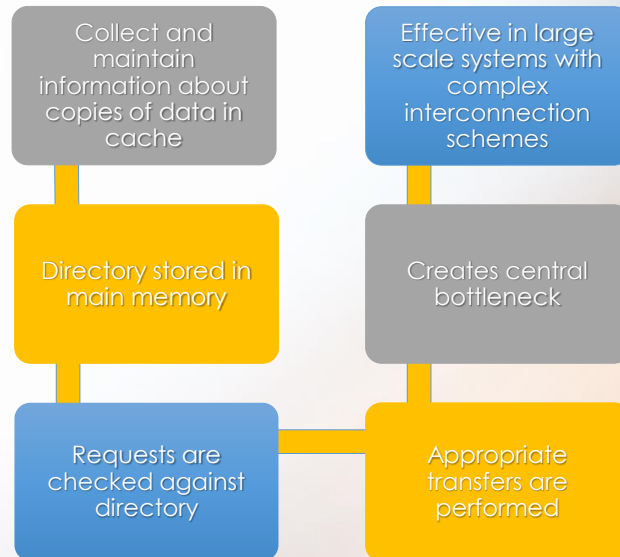 Collect and
maintain
information about
copies of data in
cache
Directory stored in
main memory
Requests are
checked against
directory
Appropriate
transfers are
performed
Creates central
bottleneck
Effective in large
scale systems with
complex
interconnection
schemes